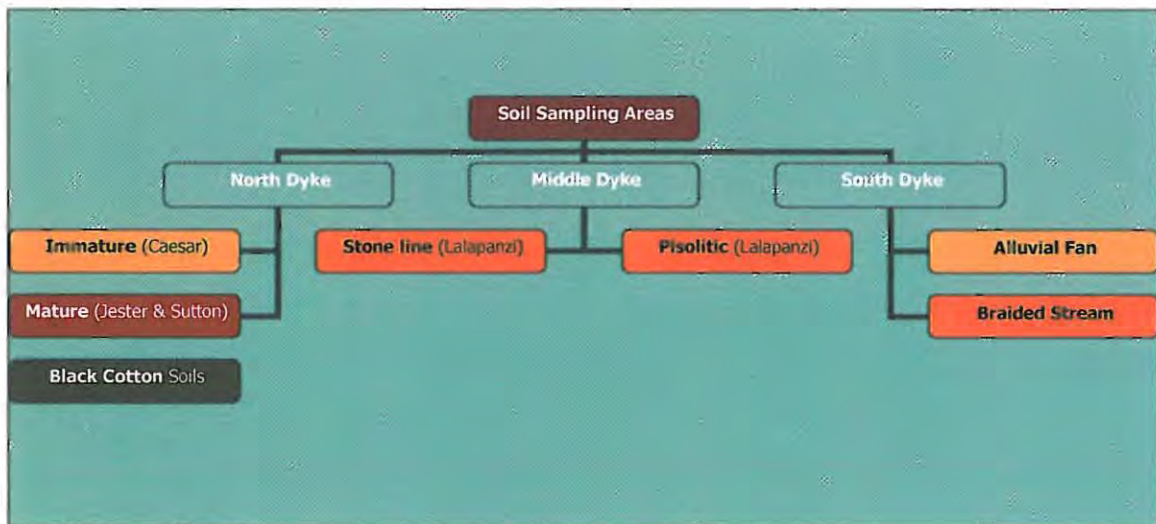 Soil Sampling Areas
North Dyke
Middle Dyke
South Dyke
Immature (Caesar)
Stone line (Lalapanzi)
Pisolitic (Lalapanzi)
Alluvial Fan
Mature (Jester & Sutton)
Braided Stream
Black Cotton Soils